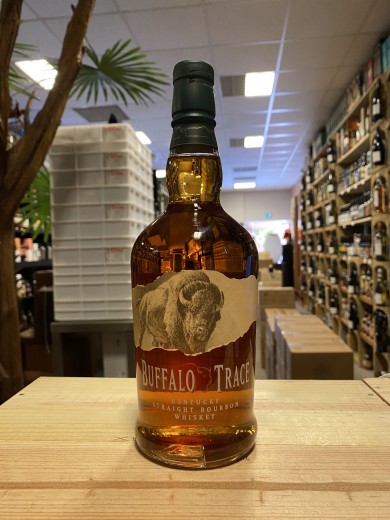 BUFFALO TRACE
KENTUCKY
STRAIGHT BOURBON
WHISKEY